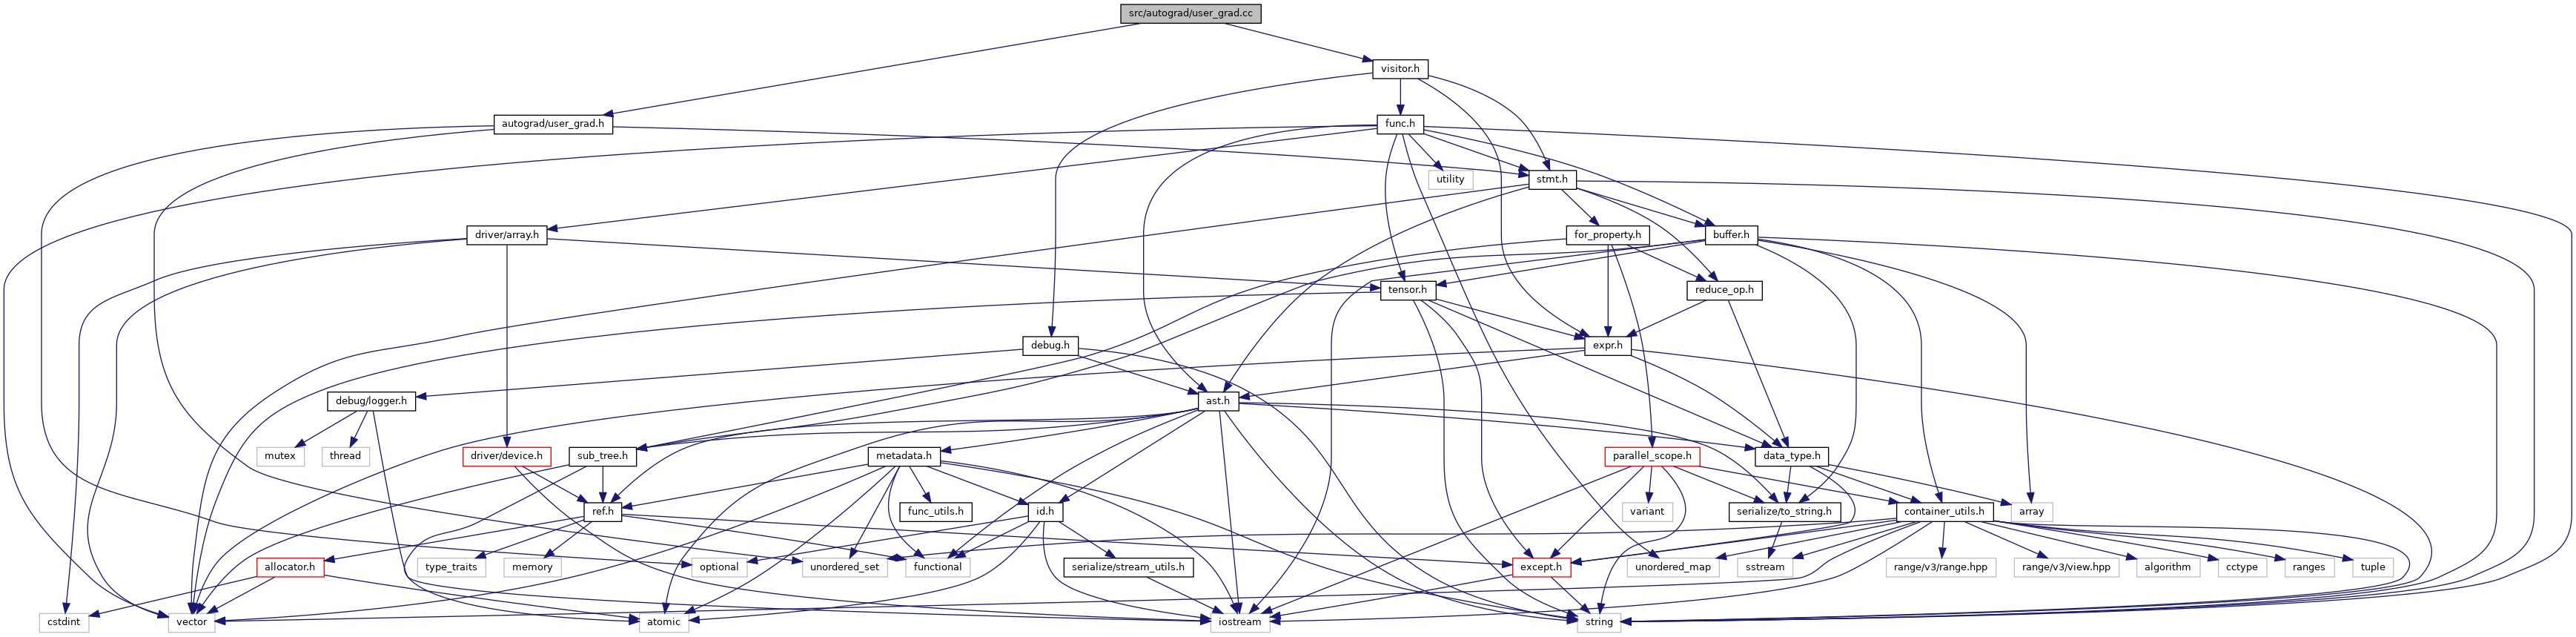 src/autograd/user_grad.cc
visitor.h
autograd/user_grad.h
func.h
utility
stmt.h
driver/array.h
for_property.h
buffer.h
tensor.h
reduce_op.h
debug.h
expr.h
debug/logger.h
ast.h
mutex
thread
driver/device.h
sub_tree.h
metadata.h
parallel_scope.h
data_type.h
ref.h
func_utils.h
id.h
variant
serialize/to_string.h
container_utils.h
array
allocator.h
type_traits
memory
optional
unordered_set
functional
serialize/stream_utils.h
except.h
unordered_map
sstream
range/v3/range.hpp
range/v3/view.hpp
algorithm
cctype
ranges
tuple
cstdint
vector
atomic
iostream
string